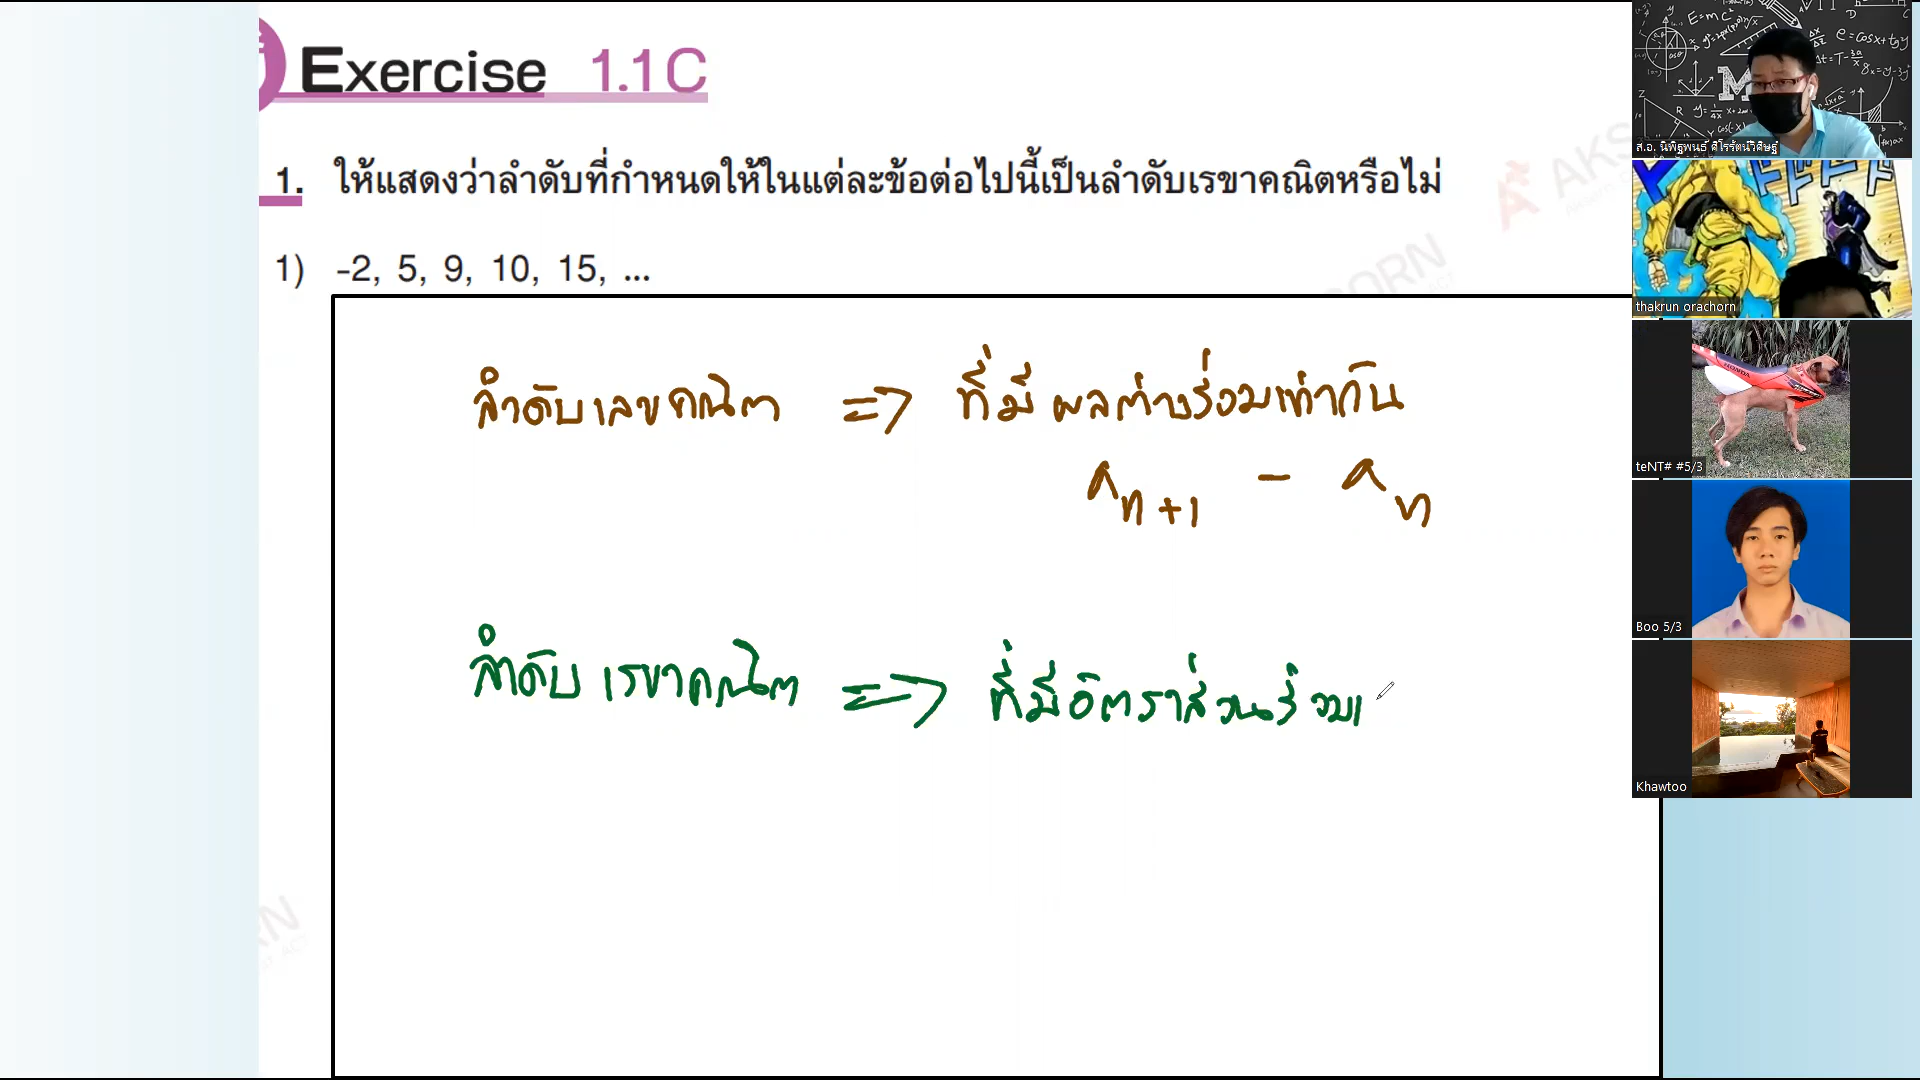 Exercise 1.1C
1. ให้แสดงว่าลำดับที่กำหนดให้ในแต่ละข้อต่อไปนี้เป็นลำดับเรขาคณิตหรือไม่
1) -2, 5, 9, 10, 15, ...
ลำดับเลขคณิต => ที่มีผลต่างร่วมเท่ากัน
a n+1 - a n
ลำดับเรขาคณิต => ที่มีอัตราส่วนร่วมเ
ส.อ. นิพิฐพนธ์ ศิโรรัตน์วิศิษฎ์
thakrun orachorn
teNT# #5/3
Boo 5/3
Khawtoo